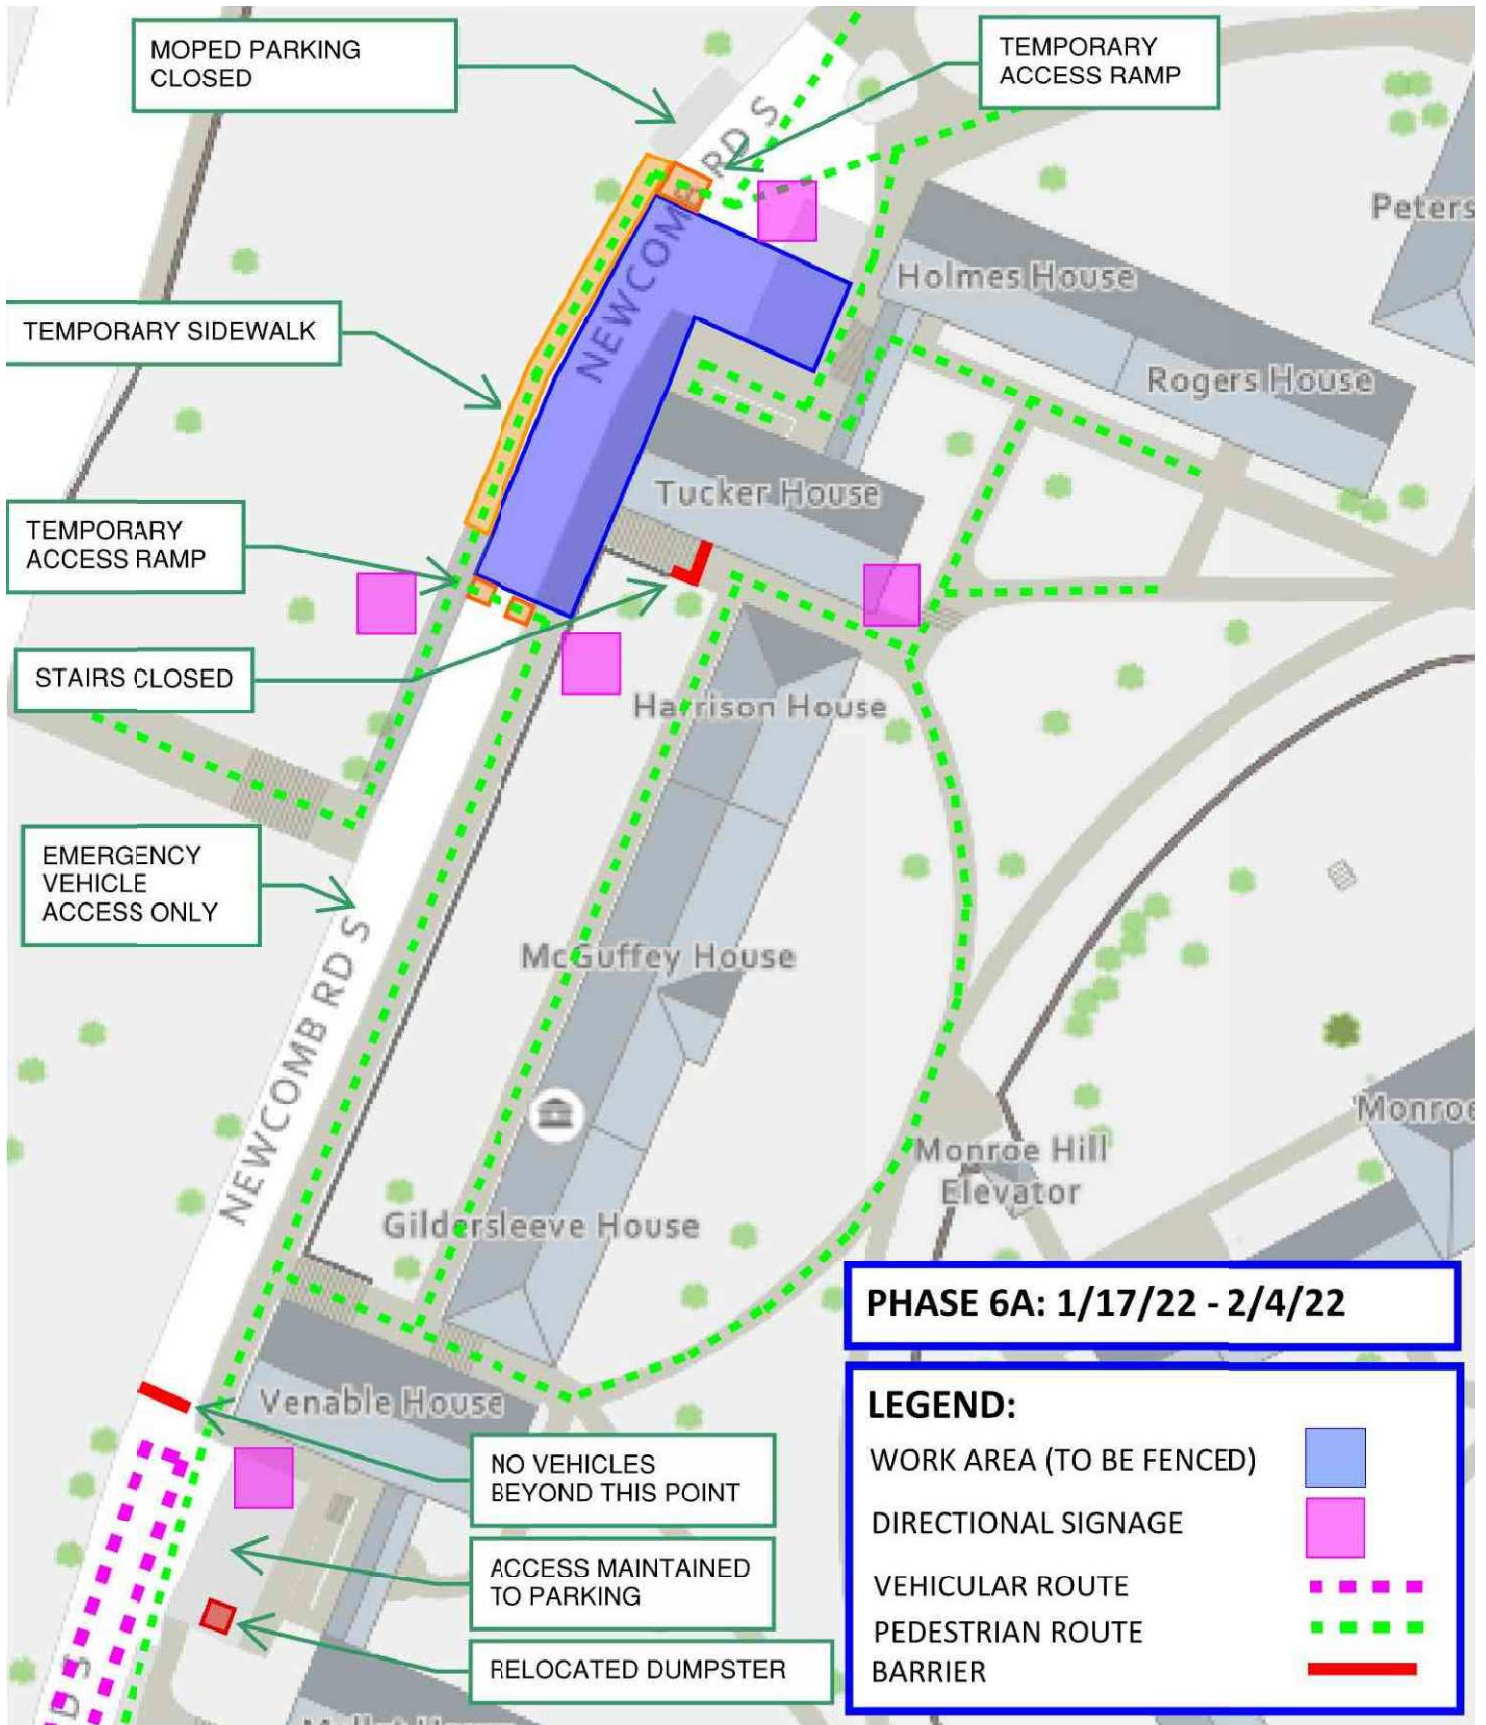 MOPED PARKING
CLOSED
TEMPORARY
ACCESS RAMP
NEWCOMB RD S
Peters
Holmes House
TEMPORARY SIDEWALK
Rogers House
Tucker House
TEMPORARY
ACCESS RAMP
STAIRS CLOSED
Harrison House
EMERGENCY
VEHICLE
ACCESS ONLY
McGuffey House
NEWCOMB RD S
Monroe
Monroe Hill
Elevator
Gildersleeve House
PHASE 6A: 1/17/22 - 2/4/22
Venable House
LEGEND:
WORK AREA (TO BE FENCED)
DIRECTIONAL SIGNAGE
VEHICULAR ROUTE
PEDESTRIAN ROUTE
BARRIER
NO VEHICLES
BEYOND THIS POINT
ACCESS MAINTAINED
TO PARKING
RELOCATED DUMPSTER
D S